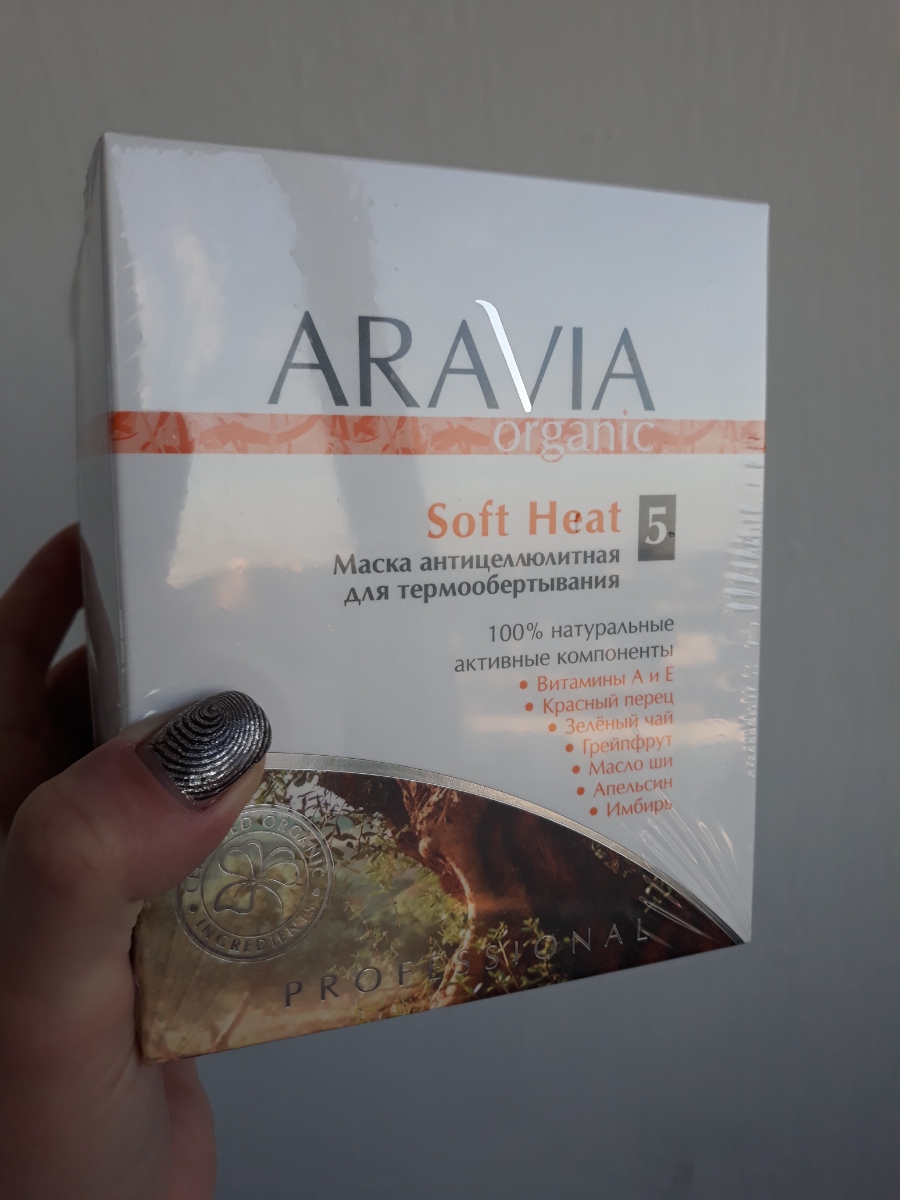 ARAVIA
organic
Soft Heat 5.
Маска антицеллюлитная
для термообертывания
100% натуральные
активные компоненты
• Витамины А и Е
• Красный перец
• Зелёный чай
• Грейпфрут
• Масло ши
• Апельсин
• Имбирь
ORGANIC
• INGREDIENTS •
PROFESSIONAL